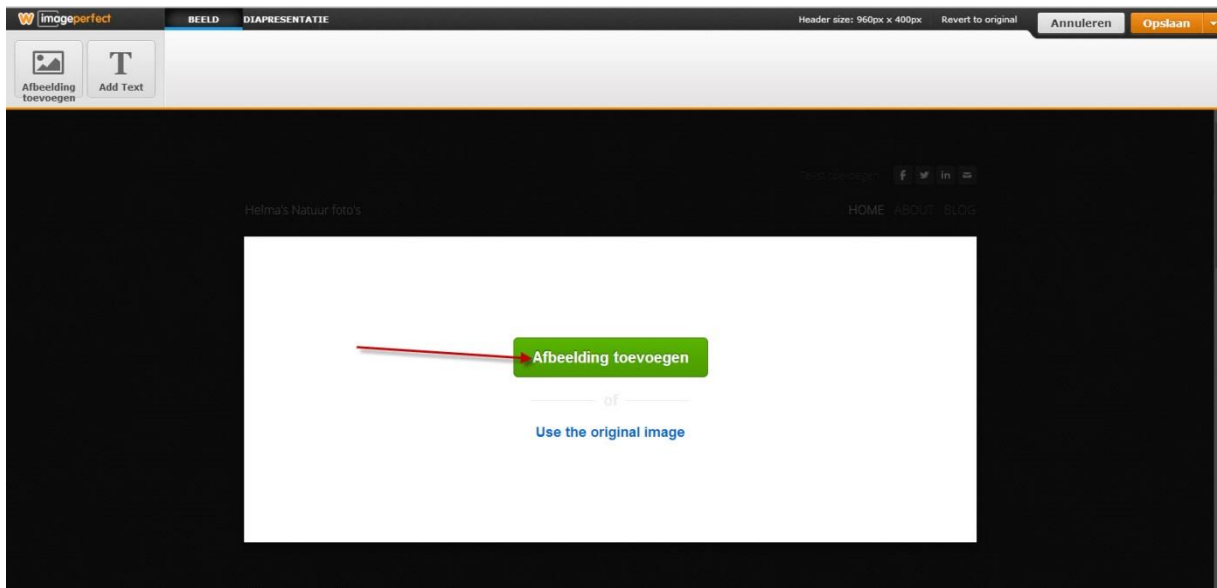 imageperfect BEELD DIAPRESENTATIE Header size: 960px x 400px Revert to original Annuleren Opslaan
T
Afbeelding toevoegen
Add Text
f in
Helma's Natuur foto's HOME ABOUT BLOG
Afbeelding toevoegen
of
Use the original image